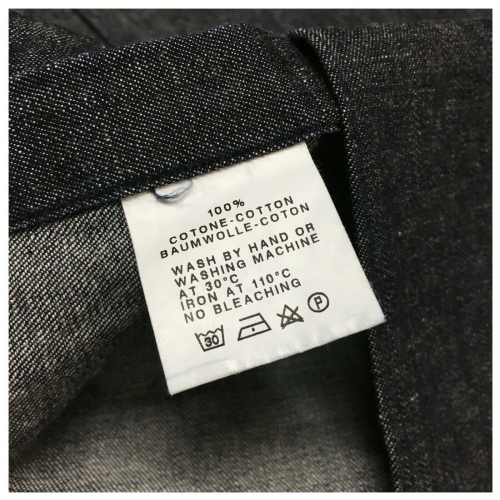 100%
COTONE-COTTON
BAUMWOLLE-COTON
WASH BY HAND OR
WASHING MACHINE
AT 30°C
IRON AT 110°C
NO BLEACHING
30 P